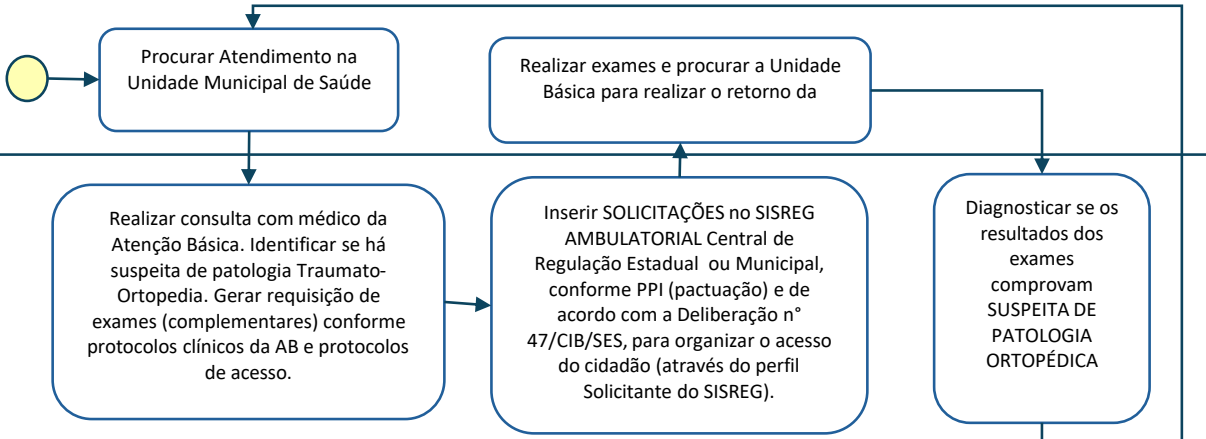 Procurar Atendimento na
Unidade Municipal de Saúde
Realizar exames e procurar a Unidade
Básica para realizar o retorno da
Realizar consulta com médico da
Atenção Básica. Identificar se há
suspeita de patologia Traumato-
Ortopedia. Gerar requisição de
exames (complementares) conforme
protocolos clínicos da AB e protocolos
de acesso.
Inserir SOLICITAÇÕES no SISREG
AMBULATORIAL Central de
Regulação Estadual ou Municipal,
conforme PPI (pactuação) e de
acordo com a Deliberação n°
47/CIB/SES, para organizar o acesso
do cidadão (através do perfil
Solicitante do SISREG).
Diagnosticar se os
resultados dos
exames
comprovam
SUSPEITA DE
PATOLOGIA
ORTOPÉDICA